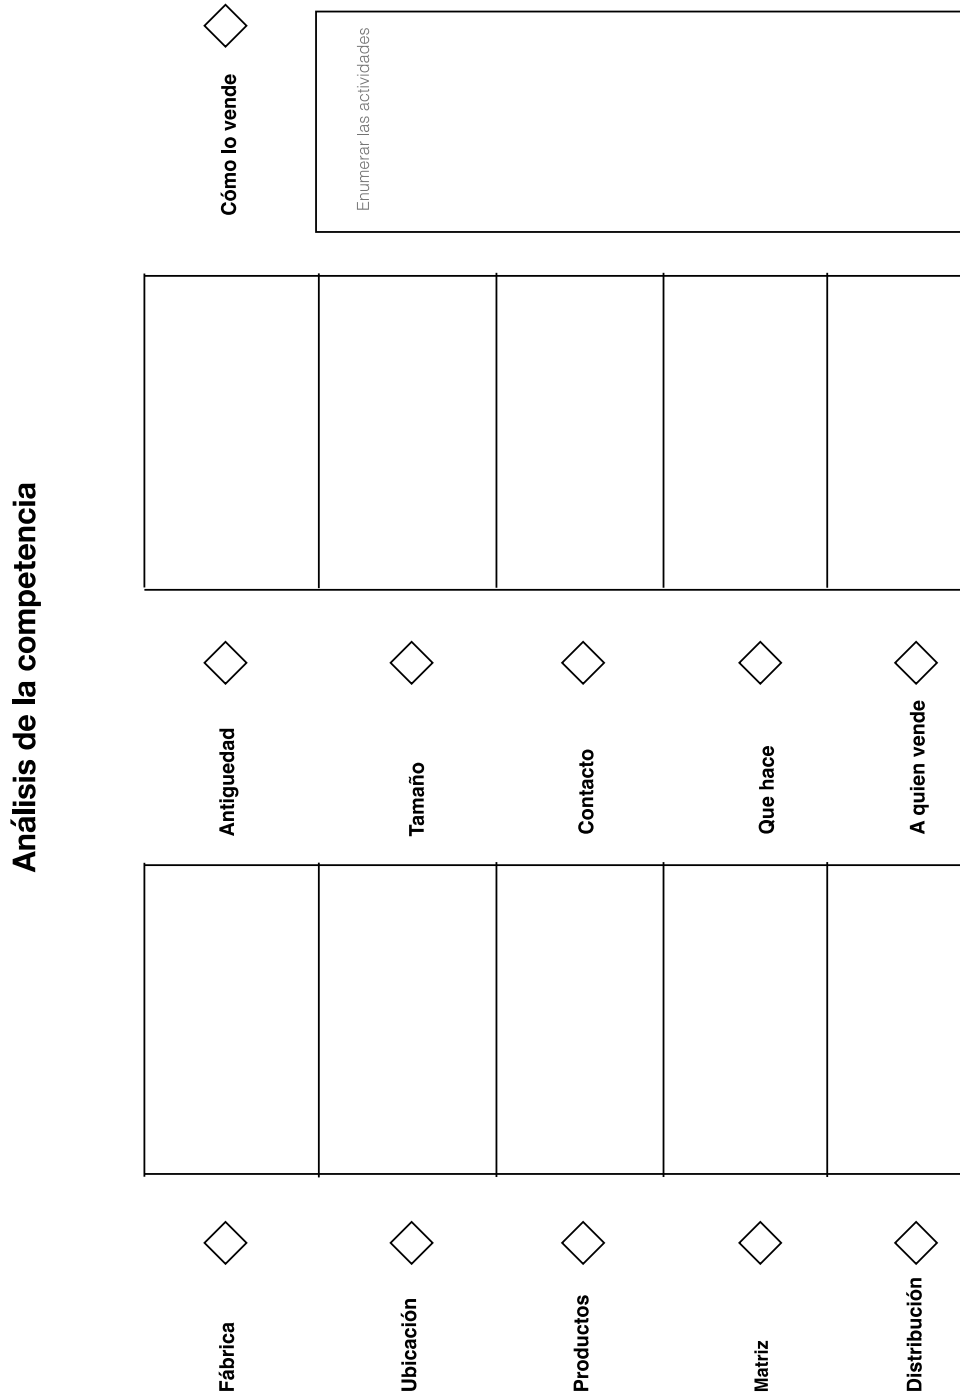 Análisis de la competencia
Fábrica
Antiguedad
Cómo lo vende
Ubicación
Tamaño
Enumerar las actividades
Productos
Contacto
Matriz
Que hace
Distribución
A quien vende